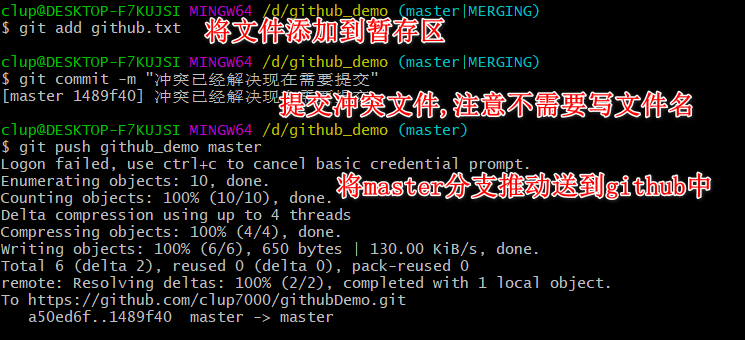 clup@DESKTOP-F7KUJSI MINGW64 /d/github_demo (master|MERGING)
$ git add github.txt
将文件添加到暂存区
clup@DESKTOP-F7KUJSI MINGW64 /d/github_demo (master|MERGING)
$ git commit -m "冲突已经解决现在需要提交"
[master 1489f40] 冲突已经解决现在需要提交
提交冲突文件,注意不需要写文件名
clup@DESKTOP-F7KUJSI MINGW64 /d/github_demo (master)
$ git push github_demo master
Logon failed, use ctrl+c to cancel basic credential prompt.
Enumerating objects: 10, done.
将master分支推动送到github中
Counting objects: 100% (10/10), done.
Delta compression using up to 4 threads
Compressing objects: 100% (4/4), done.
Writing objects: 100% (6/6), 650 bytes | 130.00 KiB/s, done.
Total 6 (delta 2), reused 0 (delta 0), pack-reused 0
remote: Resolving deltas: 100% (2/2), completed with 1 local object.
To https://github.com/clup7000/githubDemo.git
a50ed6f..1489f40  master -> master